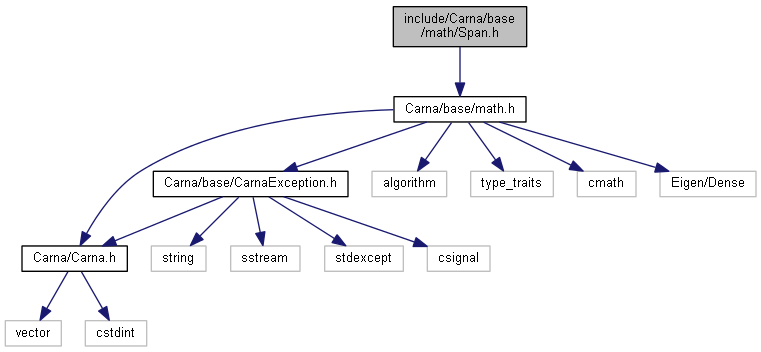 include/Carna/base
/math/Span.h
Carna/base/math.h
Carna/base/CarnaException.h
algorithm
type_traits
cmath
Eigen/Dense
Carna/Carna.h
string
sstream
stdexcept
csignal
vector
cstdint